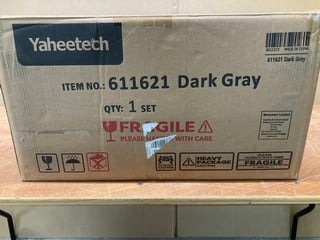 Yaheetech
MADE IN CHINA
611621 Dark Gray
ITEM NO.: 611621 Dark Gray
QTY: 1 SET
FRAGILE
PLEASE HANDLE WITH CARE
HEAVY
PACKAGE
FRAGILE